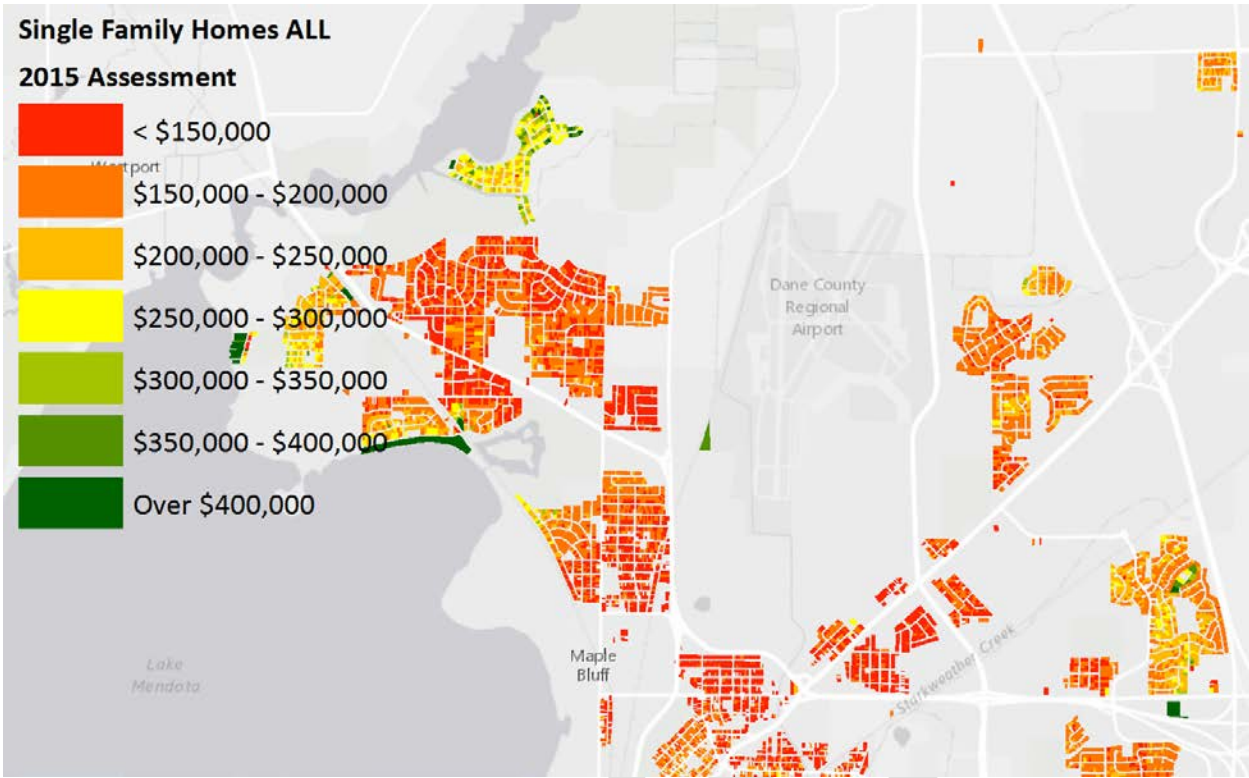 Single Family Homes ALL
2015 Assessment
< $150,000
Westport
$150,000 - $200,000
$200,000 - $250,000
$250,000 - $300,000
$300,000 - $350,000
$350,000 - $400,000
Over $400,000
Dane County
Regional
Airport
Maple
Bluff
Lake
Mendota
Starkweather Creek